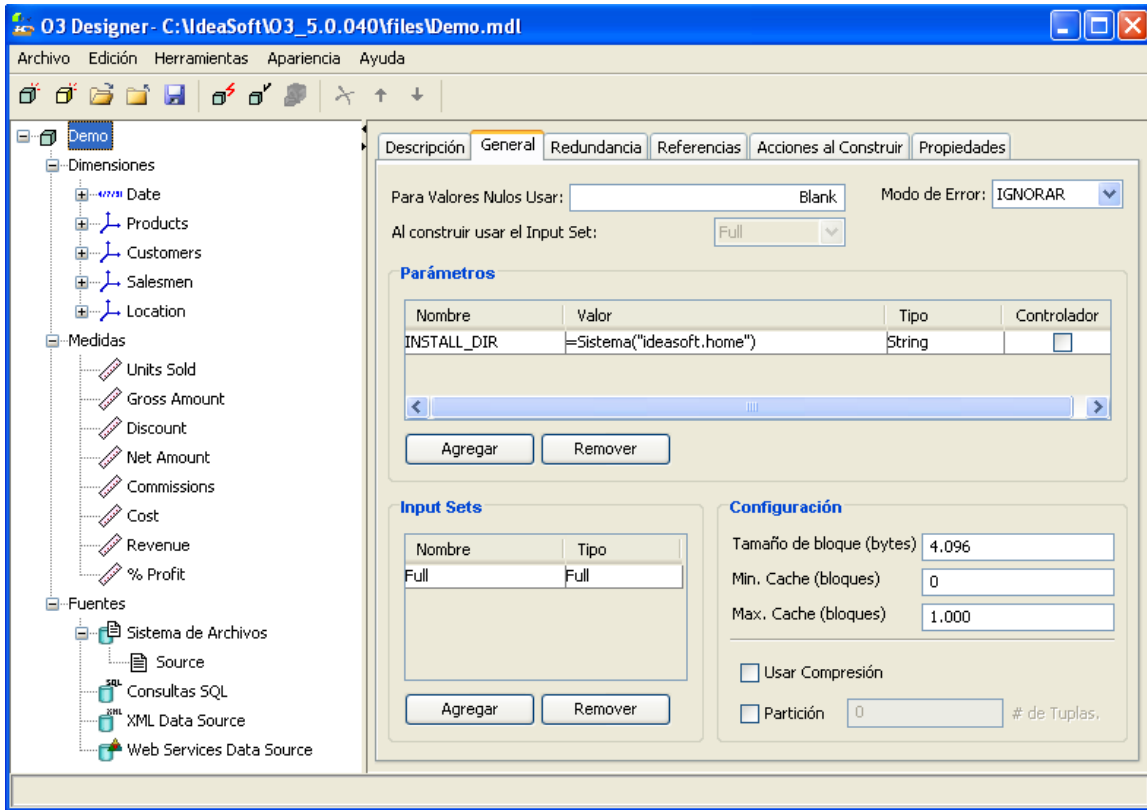 O3 Designer- C:\IdeaSoft\O3_5.0.040\files\Demo.mdl
Archivo Edición Herramientas Apariencia Ayuda
Demo
Dimensiones
Date
Products
Customers
Salesmen
Location
Medidas
Units Sold
Gross Amount
Discount
Net Amount
Commissions
Cost
Revenue
% Profit
Fuentes
Sistema de Archivos
Source
SQL
Consultas SQL
XML
XML Data Source
Web Services Data Source
Descripción General Redundancia Referencias Acciones al Construir Propiedades
Para Valores Nulos Usar: Blank Modo de Error: IGNORAR
Al construir usar el Input Set: Full
Parámetros
Nombre Valor Tipo Controlador
INSTALL_DIR =Sistema("ideasoft.home") String
Agregar Remover
Input Sets
Nombre Tipo
Full Full
Agregar Remover
Configuración
Tamaño de bloque (bytes) 4.096
Min. Cache (bloques) 0
Max. Cache (bloques) 1.000
Usar Compresión
Partición 0 # de Tuplas.